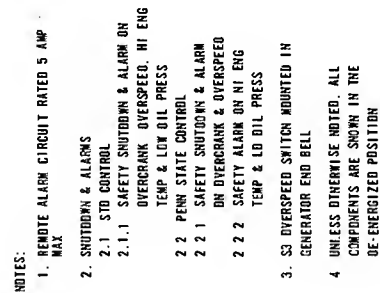 NOTES:
1. REMOTE ALARM CIRCUIT RATED 5 AMP
MAX
2. SHUTDOWN & ALARMS
2.1 STD CONTROL
2.1.1 SAFETY SHUTDOWN & ALARM ON
OVERCRANK OVERSPEED, HI ENG
TEMP & LOW OIL PRESS
2 2 PENN STATE CONTROL
2 2 1 SAFETY SHUTDOWN & ALARM
ON OVERCRANK & OVERSPEED
2 2 2 SAFETY ALARM ON HI ENG
TEMP & LO OIL PRESS
3. S3 OVERSPEED SWITCH MOUNTED IN
GENERATOR END BELL
4 UNLESS OTHERWISE NOTED. ALL
COMPONENTS ARE SHOWN IN THE
DE-ENERGIZED POSITION